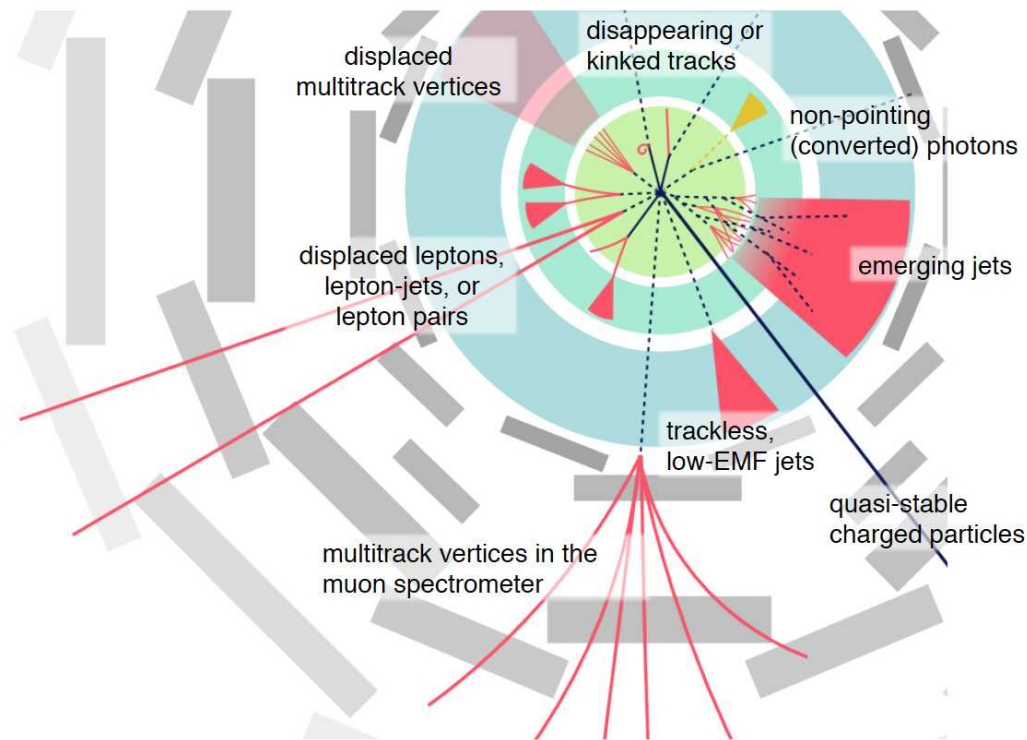 displaced
multitrack vertices
disappearing or
kinked tracks
non-pointing
(converted) photons
displaced leptons,
lepton-jets, or
lepton pairs
emerging jets
trackless,
low-EMF jets
quasi-stable
charged particles
multitrack vertices in the
muon spectrometer